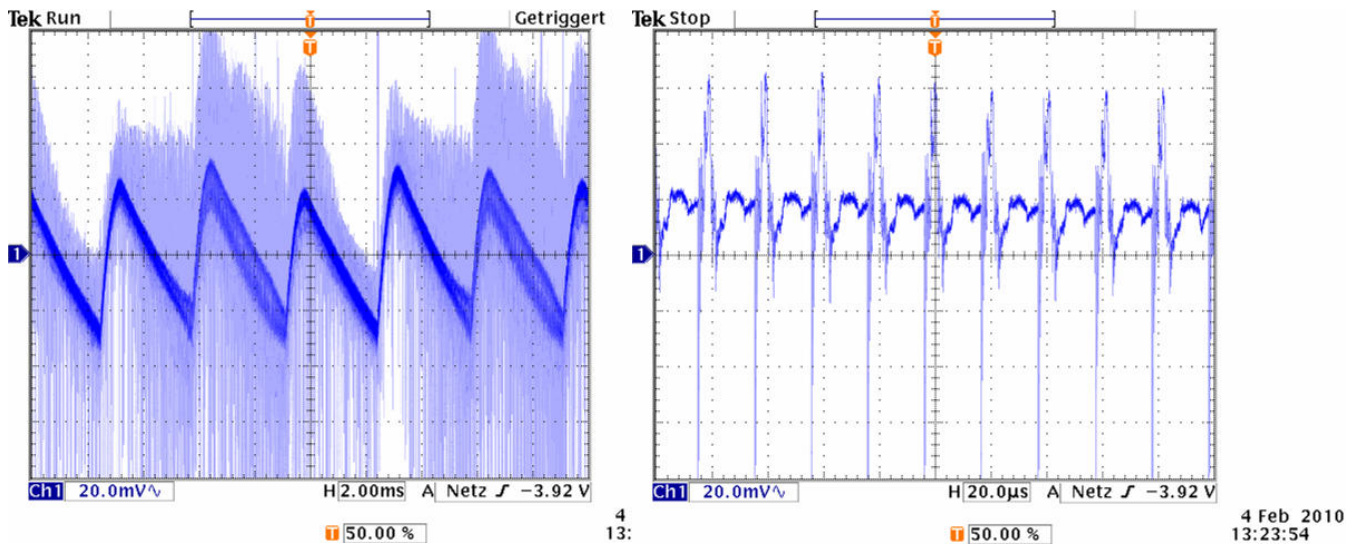 Tek Run
Getriggert
T
T
1
Ch1 20.0mV∿ H 2.00ms A Netz ƒ −3.92 V
4
T 50.00 % 13:
Tek Stop
T
T
1
Ch1 20.0mV∿ H 20.0µs A Netz ƒ −3.92 V
4 Feb 2010
T 50.00 % 13:23:54